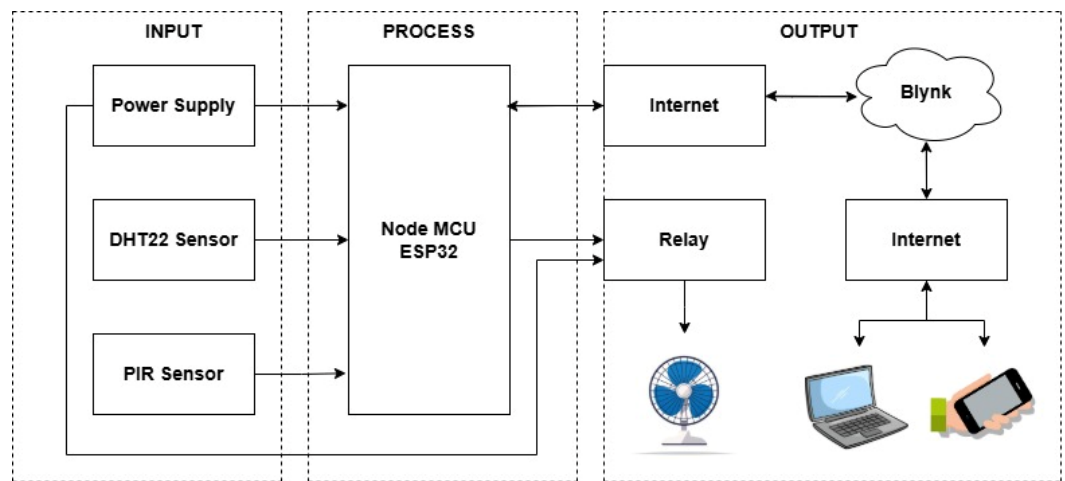 INPUT
PROCESS
OUTPUT
Power Supply
Internet
Blynk
DHT22 Sensor
Node MCU
ESP32
Relay
Internet
PIR Sensor